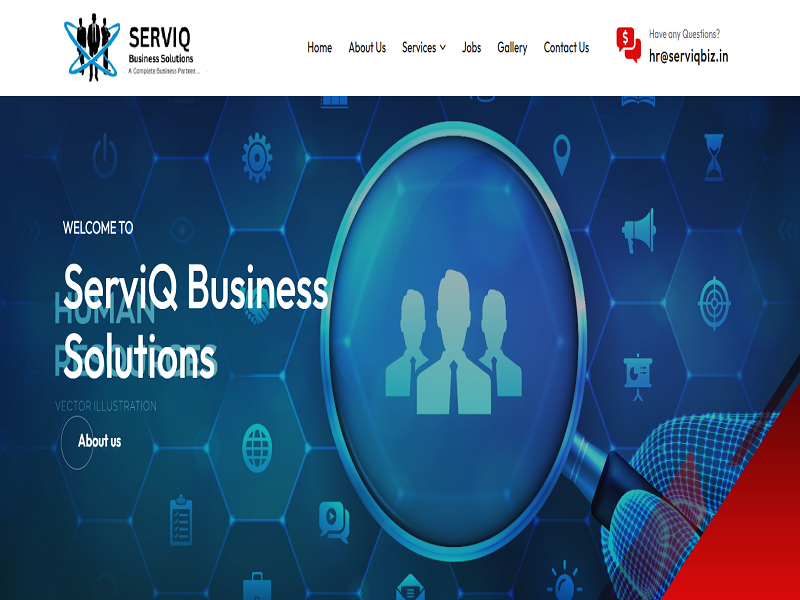 SERVIQ
Business Solutions
A Complete Business Partner...
Home
About Us
Services
Jobs
Gallery
Contact Us
Have any Questions?
hr@serviqbiz.in
WELCOME TO
ServiQ Business
Solutions
HUMAN
RESOURCES
VECTOR ILLUSTRATION
About us